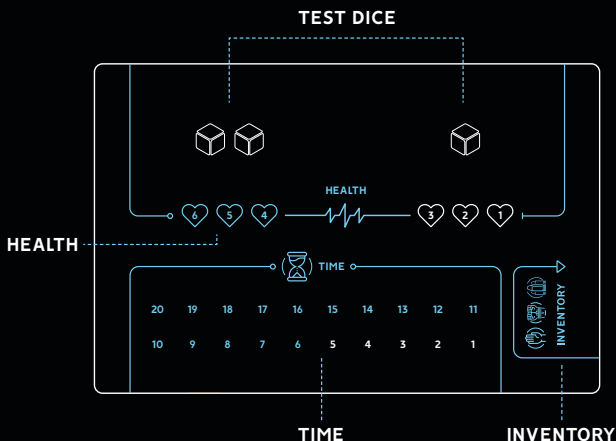 TEST DICE
HEALTH
6 5 4 3 2 1
HEALTH
TIME
20 19 18 17 16 15 14 13 12 11
10 9 8 7 6 5 4 3 2 1
INVENTORY
TIME
INVENTORY